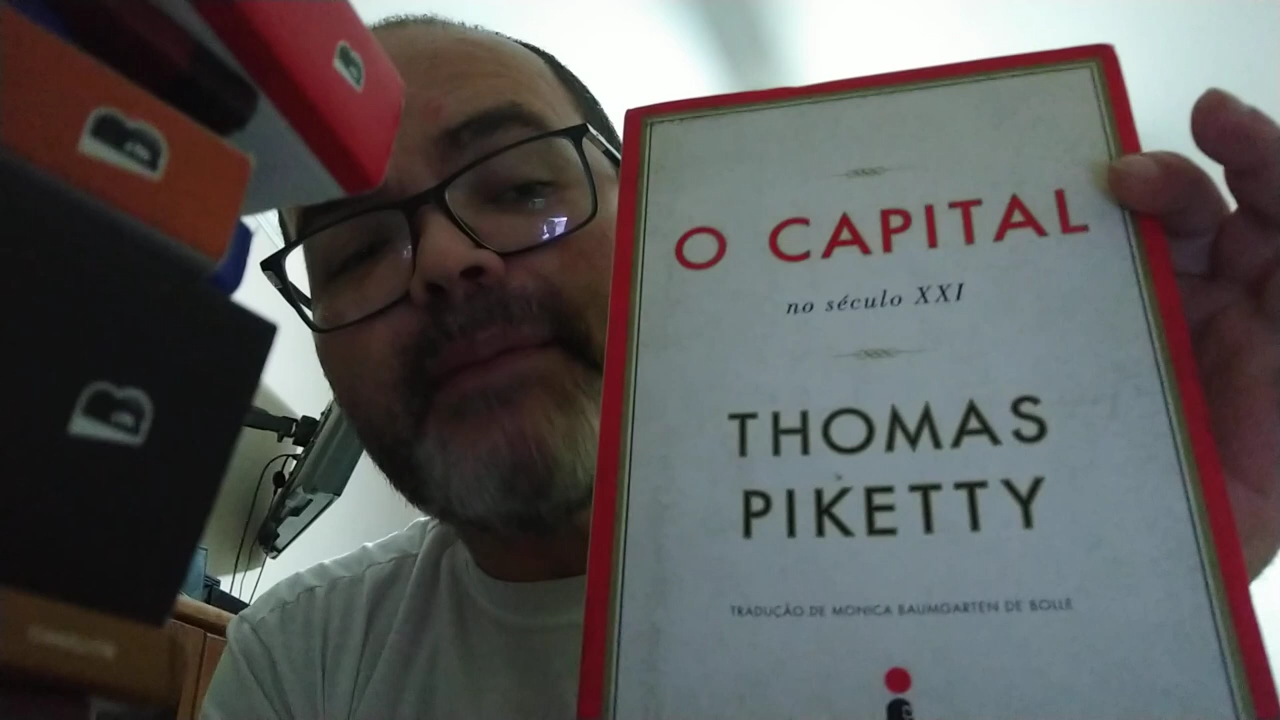 O CAPITAL
no século XXI
THOMAS
PIKETTY
TRADUÇÃO DE MONICA BAUMGARTEN DE BOLLE